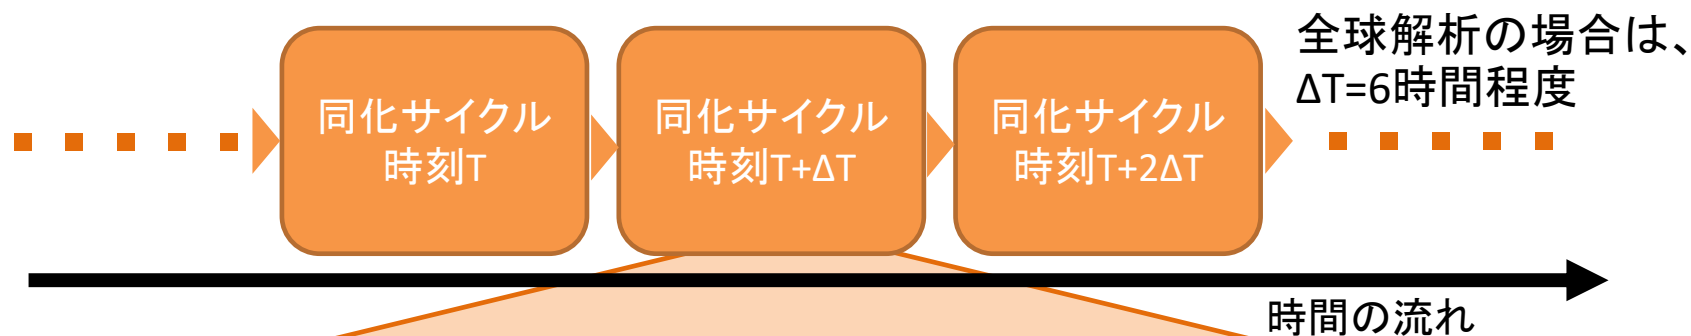 全球解析の場合は、
ΔT=6時間程度
同化サイクル
時刻T
同化サイクル
時刻T+ΔT
同化サイクル
時刻T+2ΔT
時間の流れ